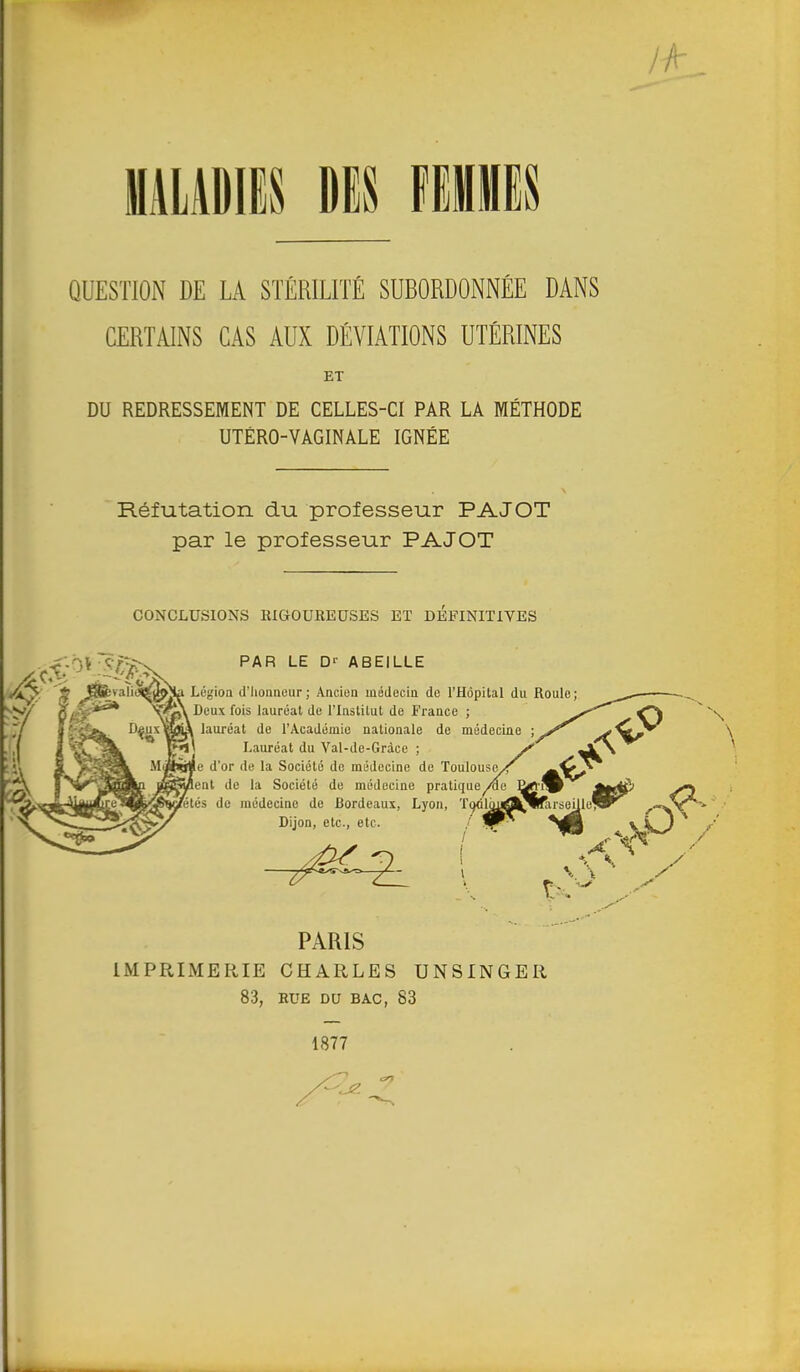 MALADIES DES FEMMES
QUESTION DE LA STÉRILITÉ SUBORDONNÉE DANS
CERTAINS CAS AUX DÉVIATIONS UTÉRINES
ET
DU REDRESSEMENT DE CELLES-CI PAR LA MÉTHODE
UTÉRO-VAGINALE IGNÉE
Réfutation du professeur PAJOT
par le professeur PAJOT
CONCLUSIONS RIGOUREUSES ET DÉFINITIVES
PAR LE Dr ABEILLE
Légion d'honneur; Ancien médecin de l'Hôpital du Roule;
Deux fois lauréat de l'Institut de France ;
lauréat de l'Académie nationale de médecine ;
Lauréat du Val-de-Grâce ;
d'or de la Société de médecine de Toulouse
de la Société de médecine pratique de
de médecine de Bordeaux, Lyon,
Dijon, etc., etc.
PARIS
IMPRIMERIE CHARLES UNSINGER
83, RUE DU BAC, 83
1877